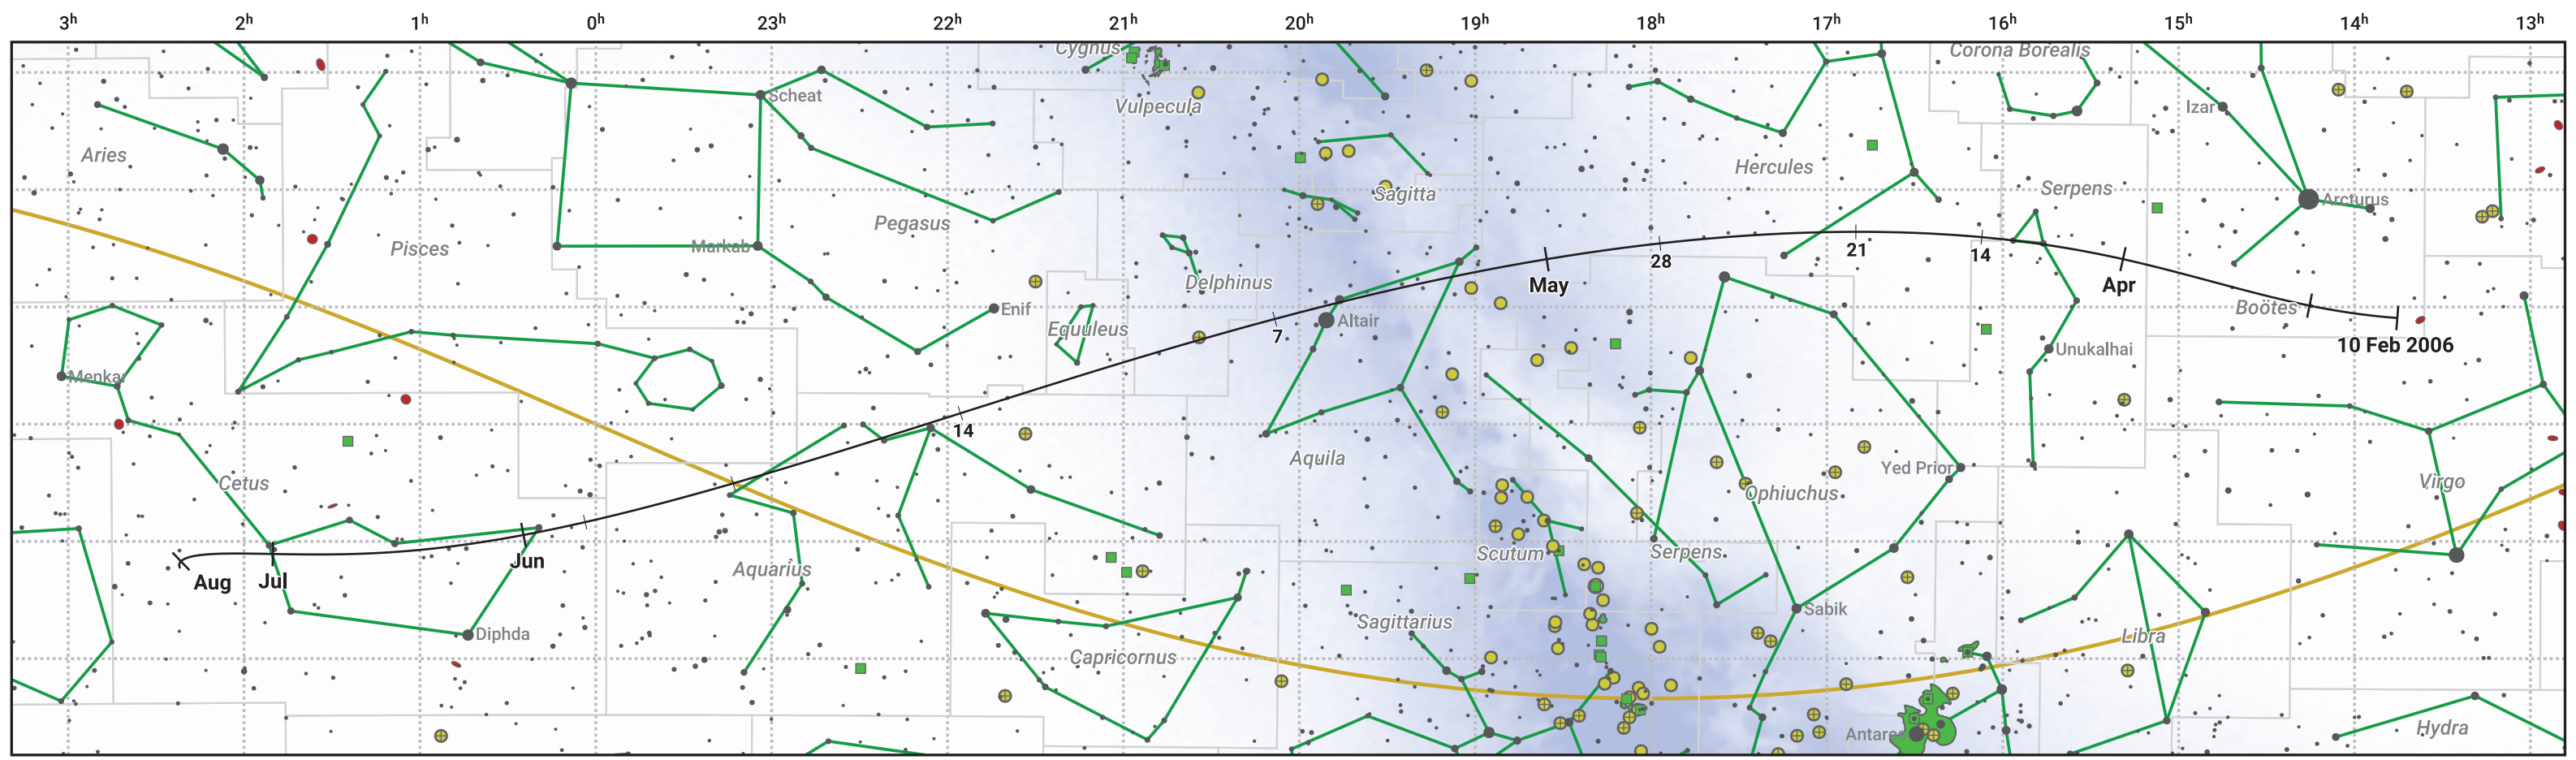 3h 2h 1h 0h 23h 22h 21h 20h 19h 18h 17h 16h 15h 14h 13h
Cygnus
Corona Borealis
Scheat
Vulpecula
Izar
Aries
Hercules
Serpens
Sagitta
Arcturus
Pisces
Markab
Pegasus
Delphinus
21
14
28
May
Apr
Enif
Equuleus
Altair
7
Boötes
10 Feb 2006
Menkar
Unukalhai
14
Aquila
Yed Prior
Cetus
Ophiuchus
Virgo
Scutum
Serpens
Jun
Aquarius
Aug
Jul
Sabik
Sagittarius
Diphda
Libra
Capricornus
Antares
Hydra